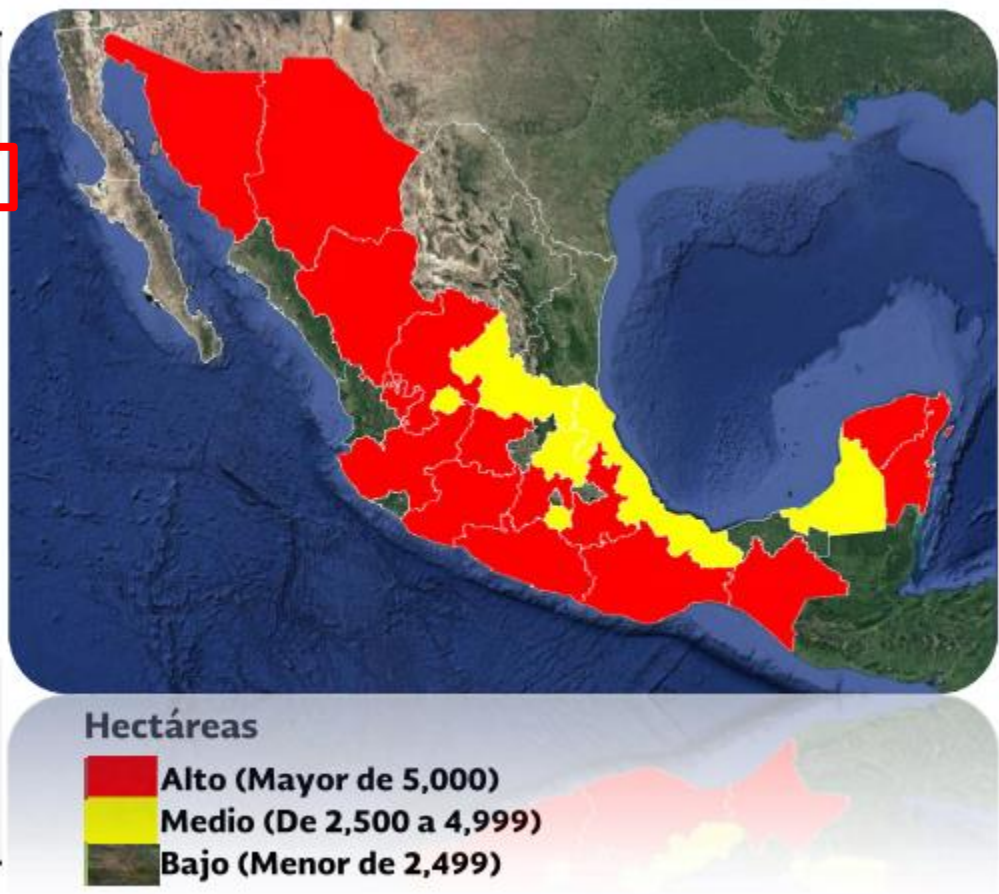 Hectáreas
Alto (Mayor de 5,000)
Medio (De 2,500 a 4,999)
Bajo (Menor de 2,499)